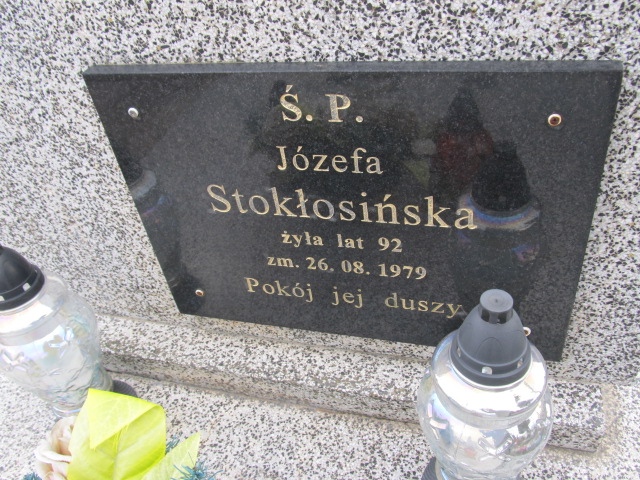 Ś. P.
Józefa
Stokłosińska
żyła lat 92
zm. 26. 08. 1979
Pokój jej duszy